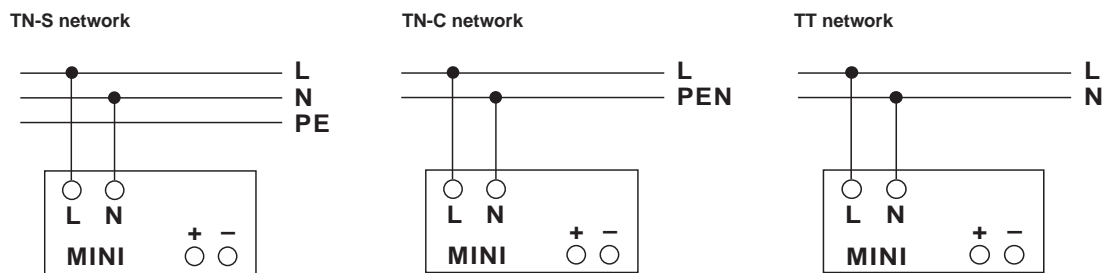 TN-S network
L
N
PE
L N
+ –
MINI
TN-C network
L
PEN
L N
+ –
MINI
TT network
L
N
L N
+ –
MINI